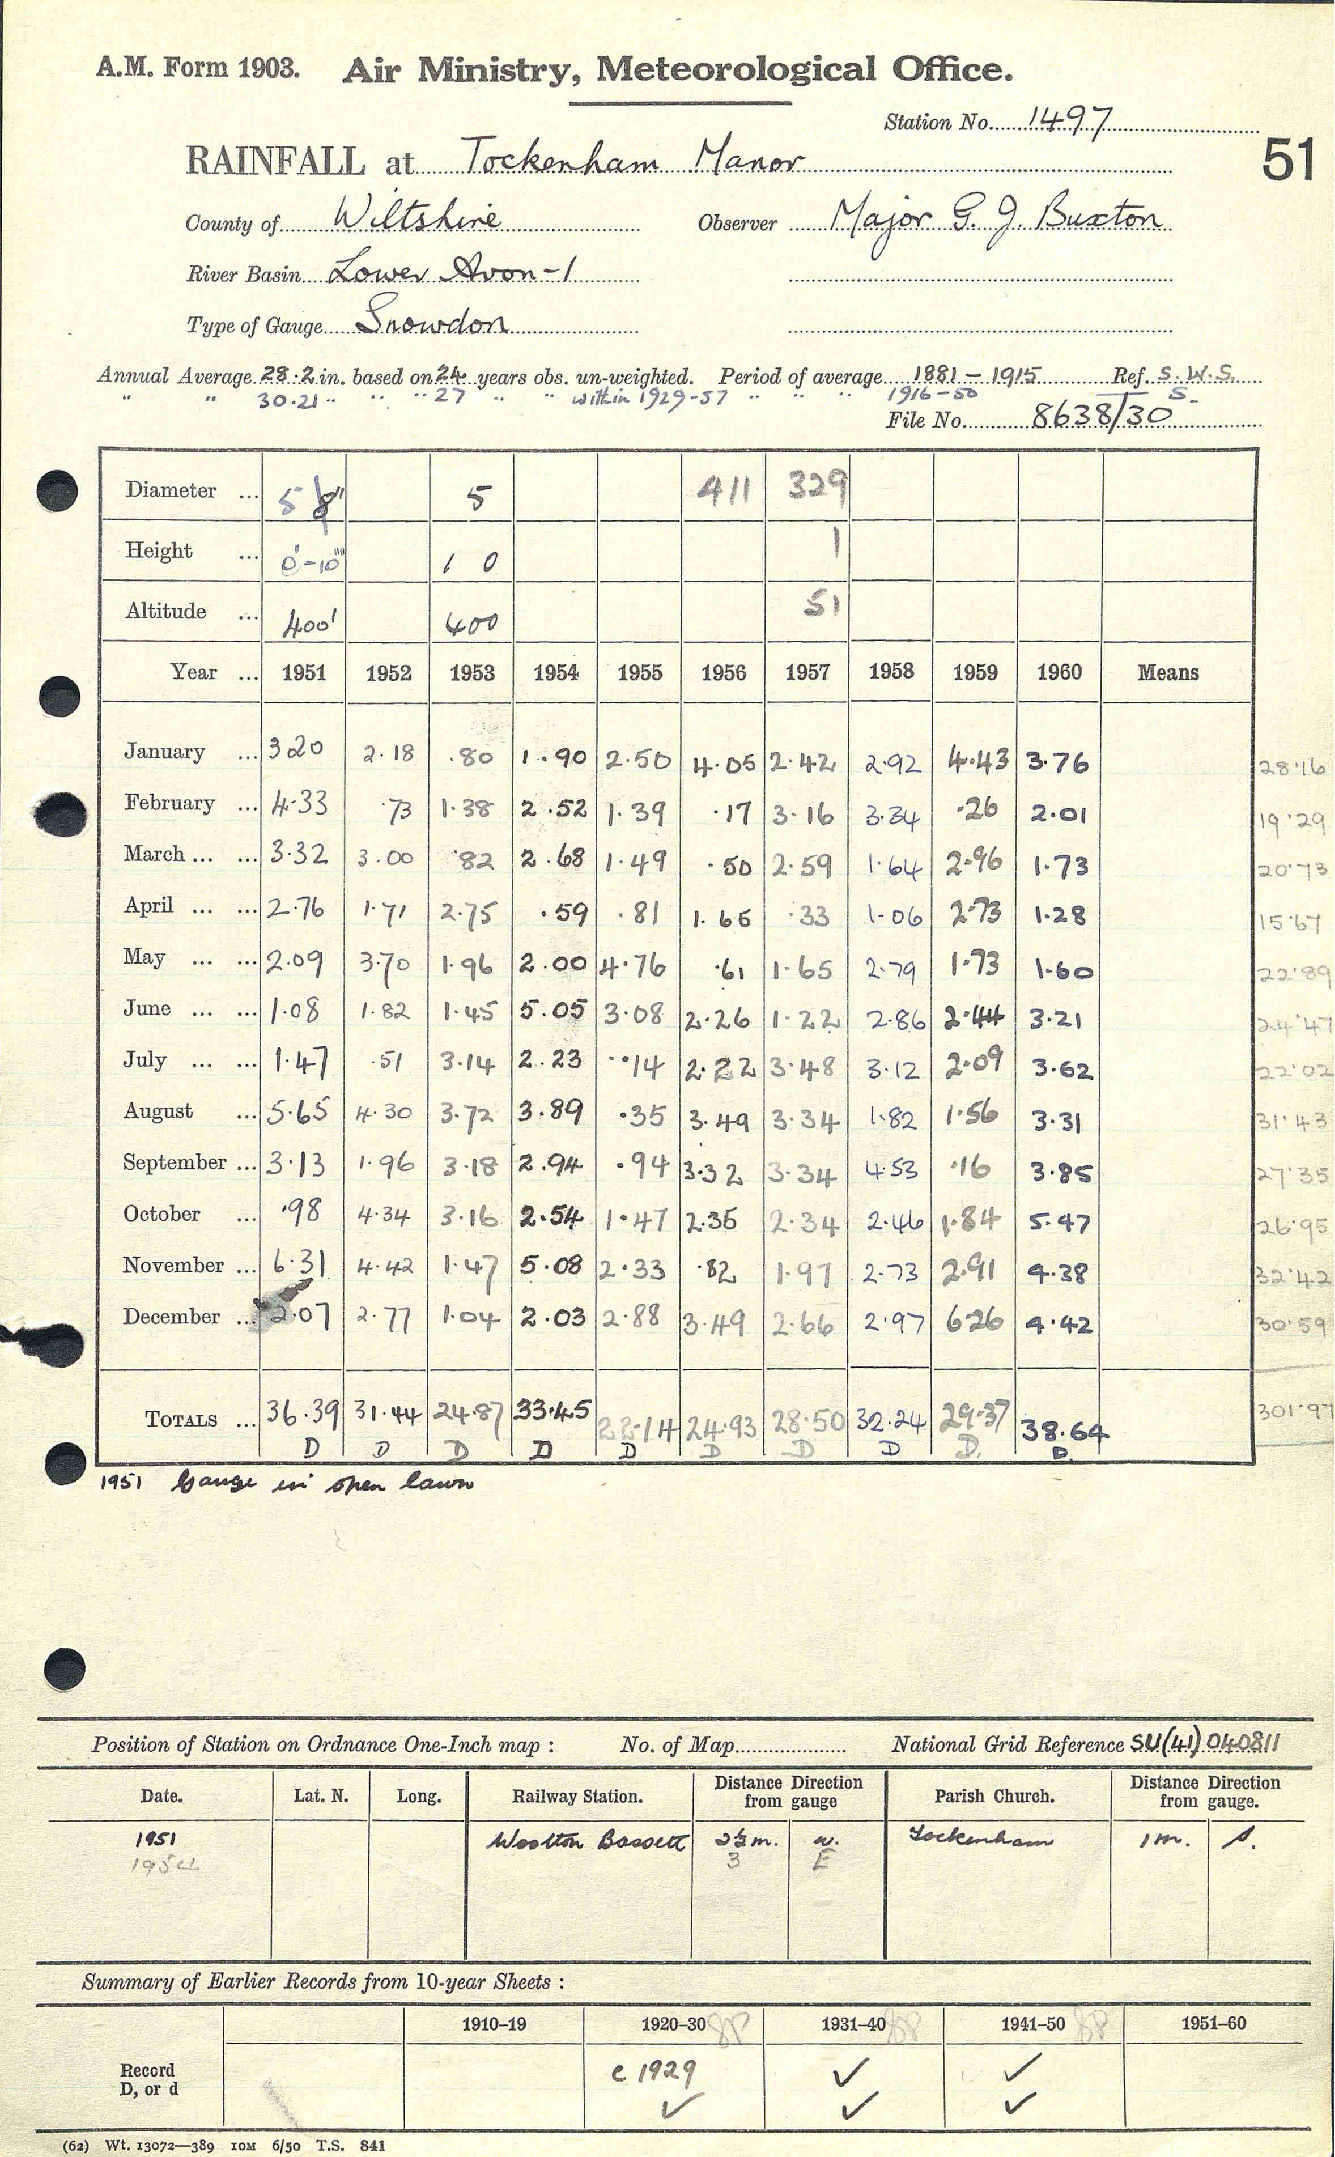 A.M. Form 1903. Air Ministry, Meteorological Office.
Station No. 1497
51
RAINFALL at Tockenham Manor
County of Wiltshire Observer Major G. J. Buxton
River Basin Lower Avon-1
Type of Gauge Snowdon
Annual Average 28.2 in. based on 24 years obs. un-weighted. Period of average 1881 - 1915 Ref. S.W.S.
" " 30.21 " " " 27 " " within 1929-57 " " " 1916-50 S.
File No. 8638/30
Diameter ... 5 8" 5 411 329
Height ... 0'-10" 1 0 1
Altitude ... 400' 400 51
Year ... 1951 1952 1953 1954 1955 1956 1957 1958 1959 1960 Means
January ... 3 20 2.18 .80 1.90 2.50 4.05 2.42 2.92 4.43 3.76 28.16
February ... 4.33 .73 1.38 2.52 1.39 .17 3.16 3.34 .26 2.01 19.29
March ... ... 3.32 3.00 .82 2.68 1.49 .50 2.59 1.64 2.96 1.73 20.73
April ... ... 2.76 1.71 2.75 .59 .81 1.65 .33 1.06 2.73 1.28 15.67
May ... ... 2.09 3.70 1.96 2.00 4.76 .61 1.65 2.79 1.73 1.60 22.89
June ... ... 1.08 1.82 1.45 5.05 3.08 2.26 1.22 2.86 2.44 3.21 24.47
July ... ... 1.47 .51 3.14 2.23 .14 2.22 3.48 3.12 2.09 3.62 22.02
August ... 5.65 4.30 3.72 3.89 .35 3.49 3.34 1.82 1.56 3.31 31.43
September ... 3.13 1.96 3.18 2.94 .94 3.32 3.34 4.53 .16 3.85 27.35
October ... .98 4.34 3.16 2.54 1.47 2.35 2.34 2.46 1.84 5.47 26.95
November ... 6.31 4.42 1.47 5.08 2.33 .82 1.97 2.73 2.91 4.38 32.42
December ... 2.07 2.77 1.04 2.03 2.88 3.49 2.66 2.97 6.26 4.42 30.59
TOTALS ... 36.39 31.44 24.87 33.45 22.14 24.93 28.50 32.24 29.37 38.64 301.97
D D D D D D D D D. D.
1951 Gauge in open lawn
Position of Station on Ordnance One-Inch map : No. of Map National Grid Reference SU(41) 040811
Date. Lat. N. Long. Railway Station. Distance Direction from gauge Parish Church. Distance Direction from gauge.
1951 Wootton Bassett 2½ m. w. Tockenham 1 m. S.
1954 3 E
Summary of Earlier Records from 10-year Sheets :
1910–19 1920–30 1931–40 1941–50 1951–60
Record c 1929 ✓ ✓
D, or d ✓ ✓ ✓
(62) Wt. 13072—389 10M 6/50 T.S. 841